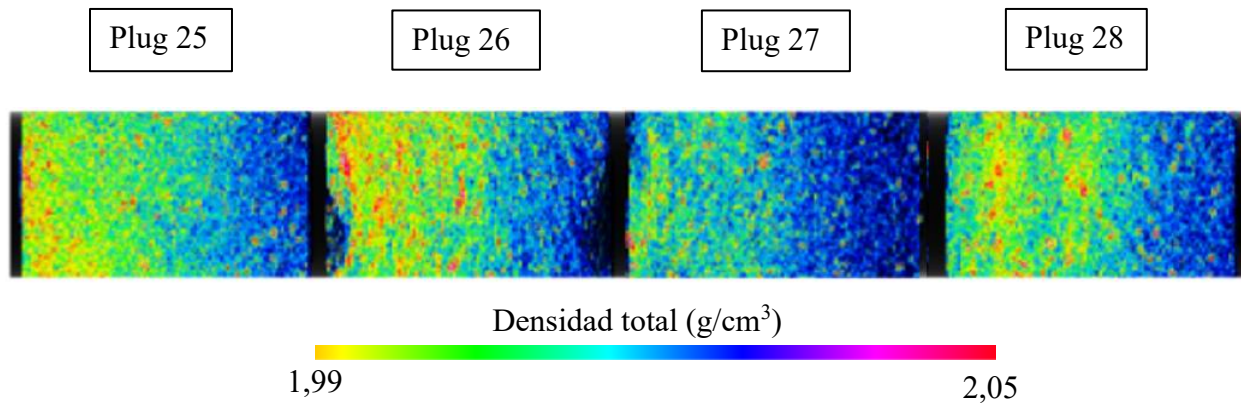 Plug 25
Plug 26
Plug 27
Plug 28
Densidad total (g/cm³)
1,99
2,05